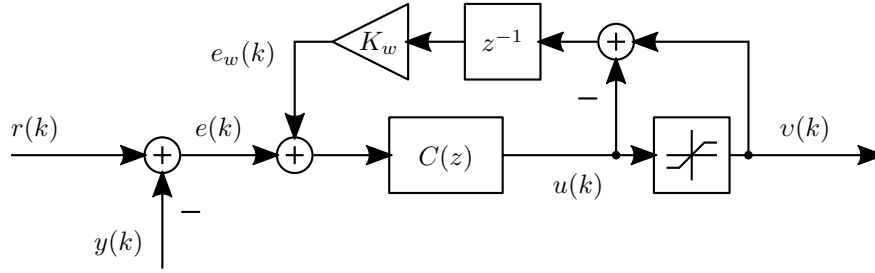 K_w
z^{-1}
+
e_w(k)
−
r(k)
e(k)
υ(k)
+
+
C(z)
u(k)
−
y(k)